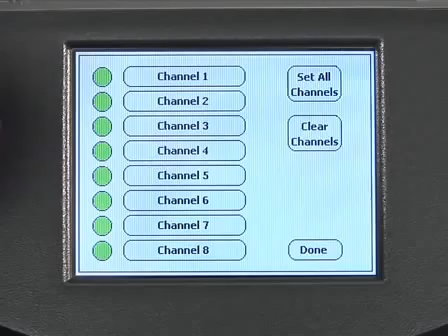 Channel 1
Channel 2
Channel 3
Channel 4
Channel 5
Channel 6
Channel 7
Channel 8
Set All
Channels
Clear
Channels
Done